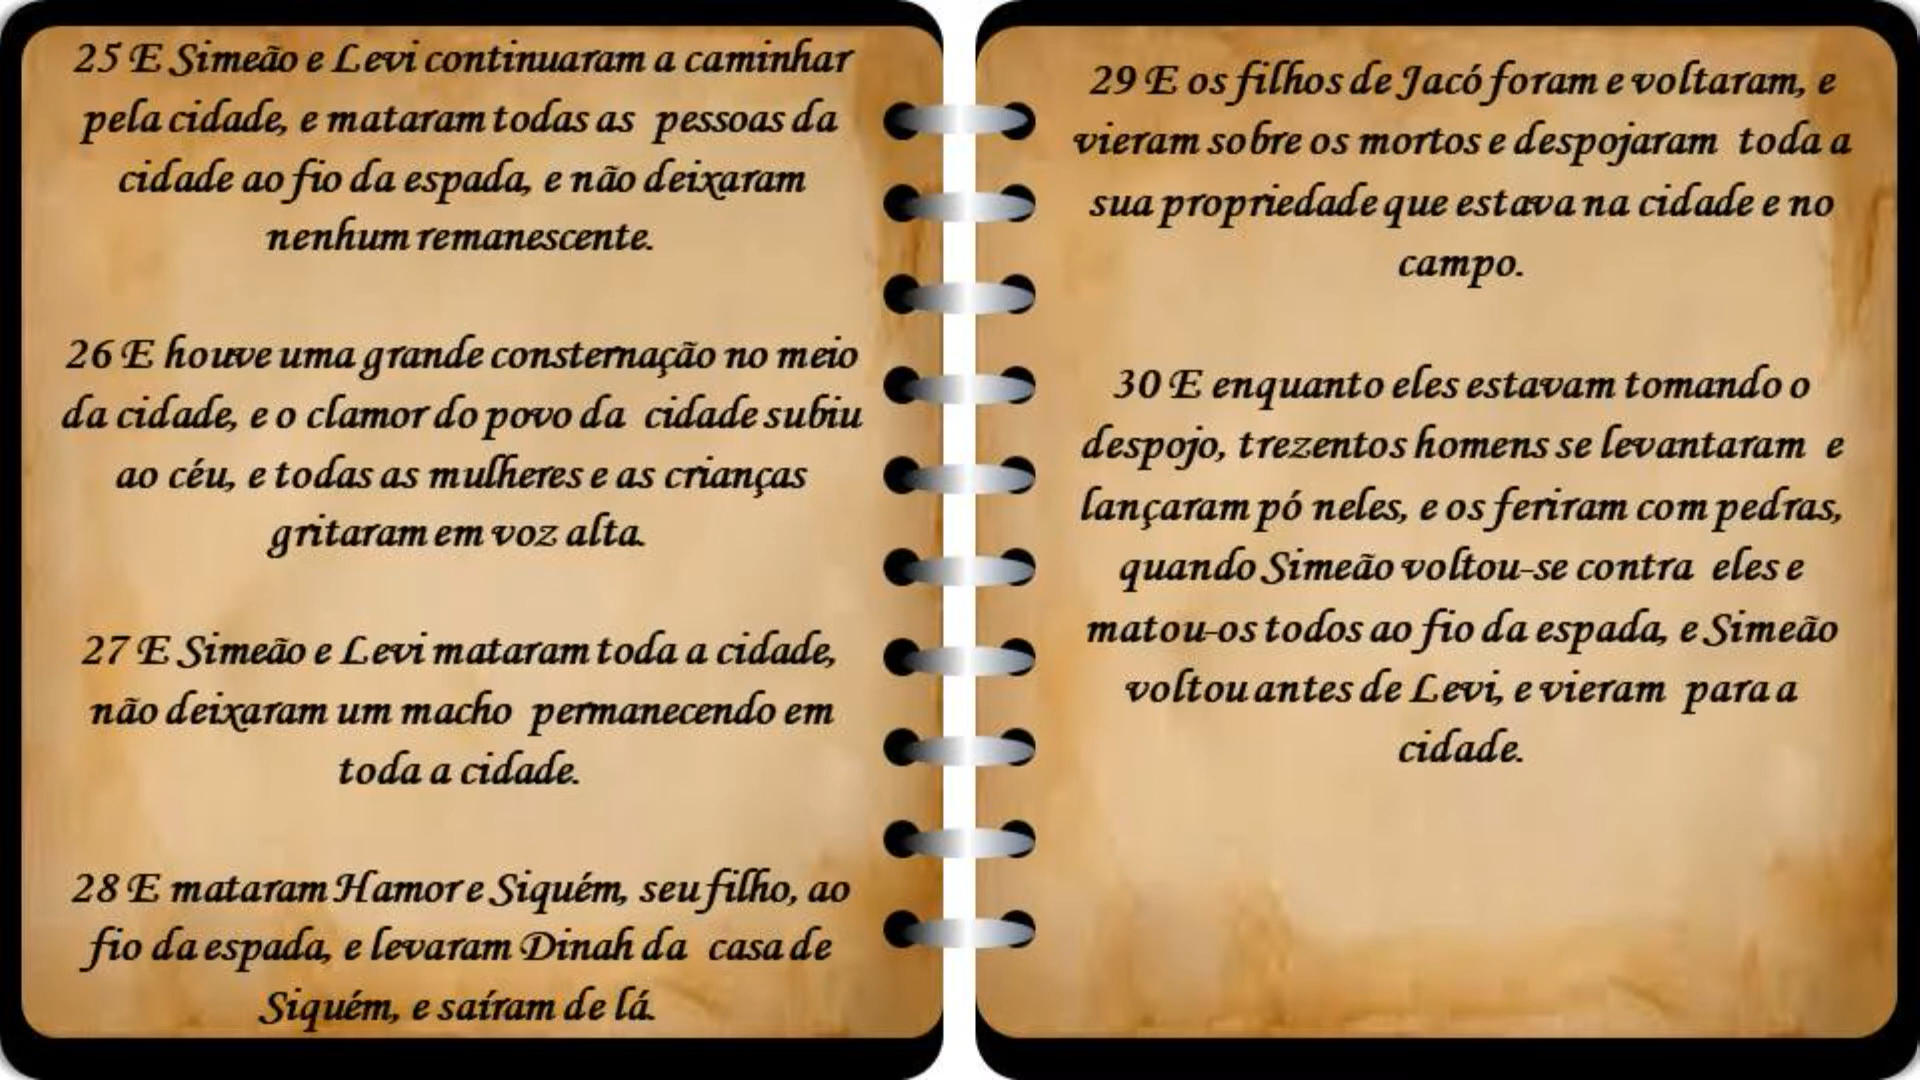 25 E Simeão e Levi continuaram a caminhar
pela cidade, e mataram todas as pessoas da
cidade ao fio da espada, e não deixaram
nenhum remanescente.
26 E houve uma grande consternação no meio
da cidade, e o clamor do povo da cidade subiu
ao céu, e todas as mulheres e as crianças
gritaram em voz alta.
27 E Simeão e Levi mataram toda a cidade,
não deixaram um macho permanecendo em
toda a cidade.
28 E mataram Hamor e Siquém, seu filho, ao
fio da espada, e levaram Dinah da casa de
Siquém, e saíram de lá.
29 E os filhos de Jacó foram e voltaram, e
vieram sobre os mortos e despojaram toda a
sua propriedade que estava na cidade e no
campo.
30 E enquanto eles estavam tomando o
despojo, trezentos homens se levantaram e
lançaram pó neles, e os feriram com pedras,
quando Simeão voltou-se contra eles e
matou-os todos ao fio da espada, e Simeão
voltou antes de Levi, e vieram para a
cidade.